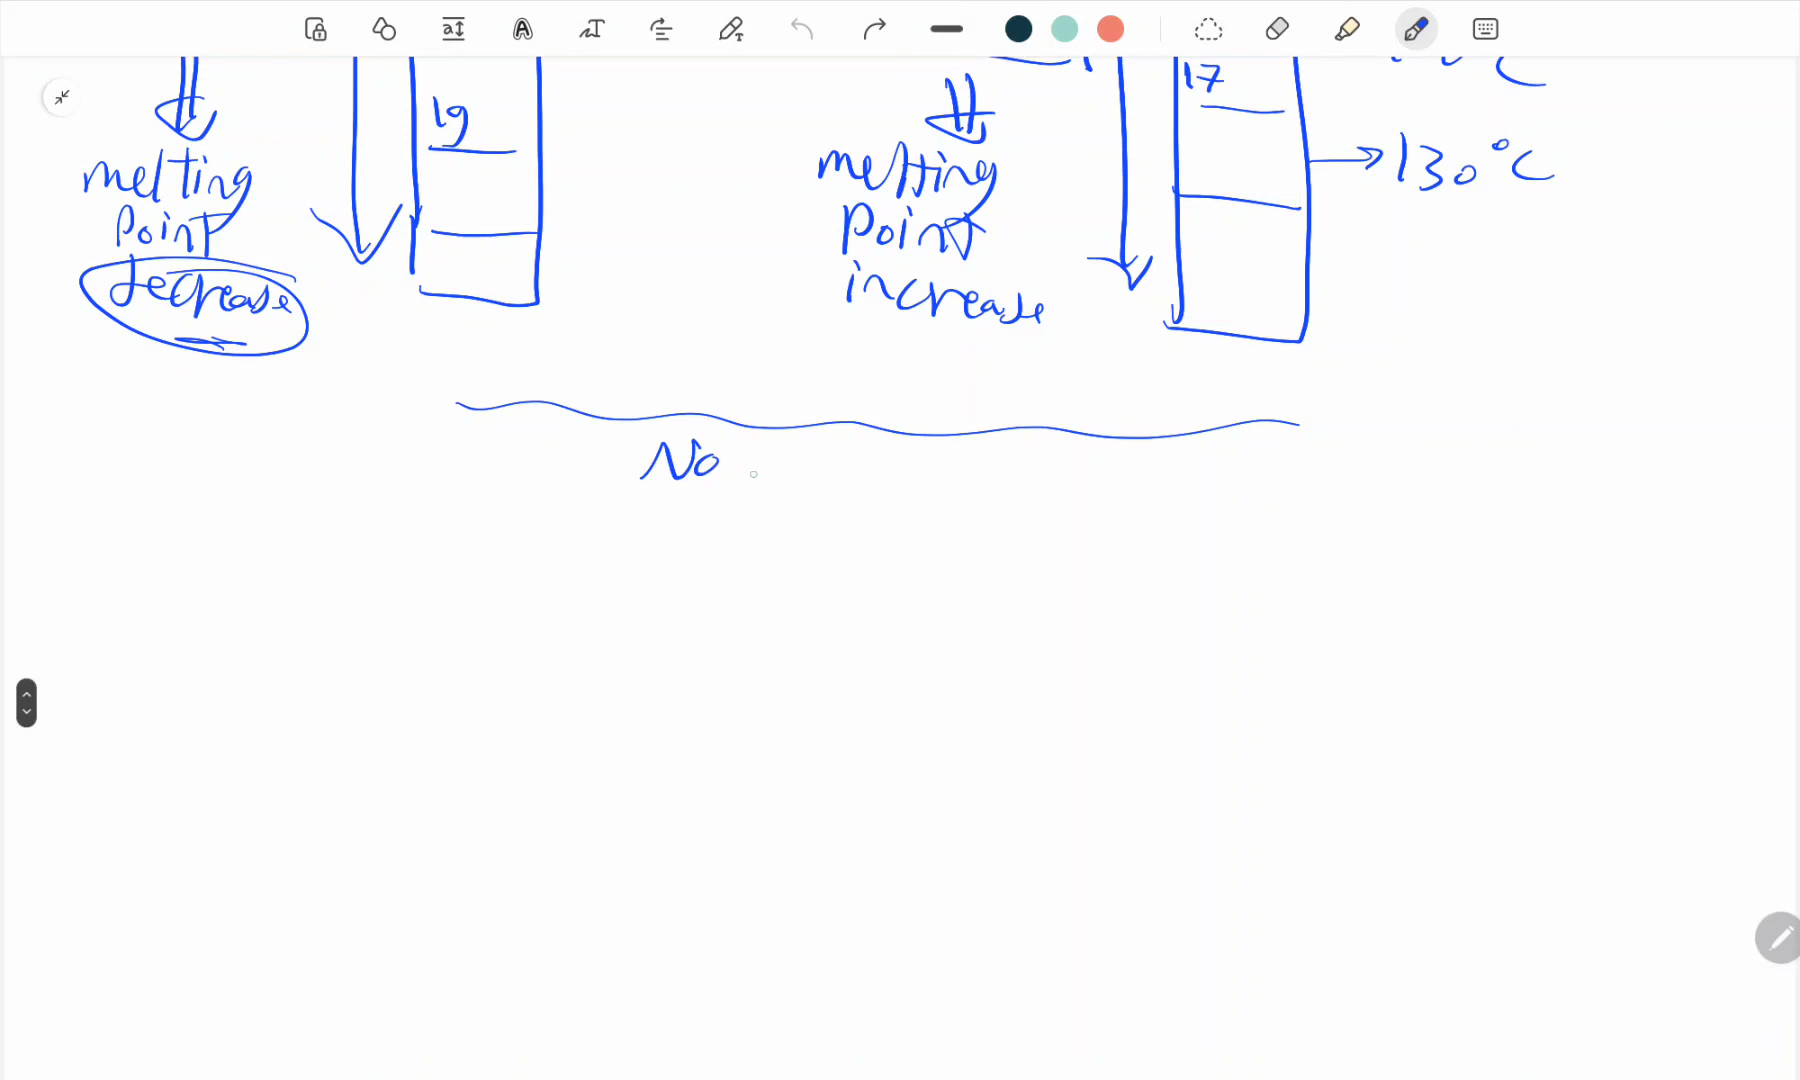 19
melting
point
decrease
17
melting
point
increase
→130°C
No